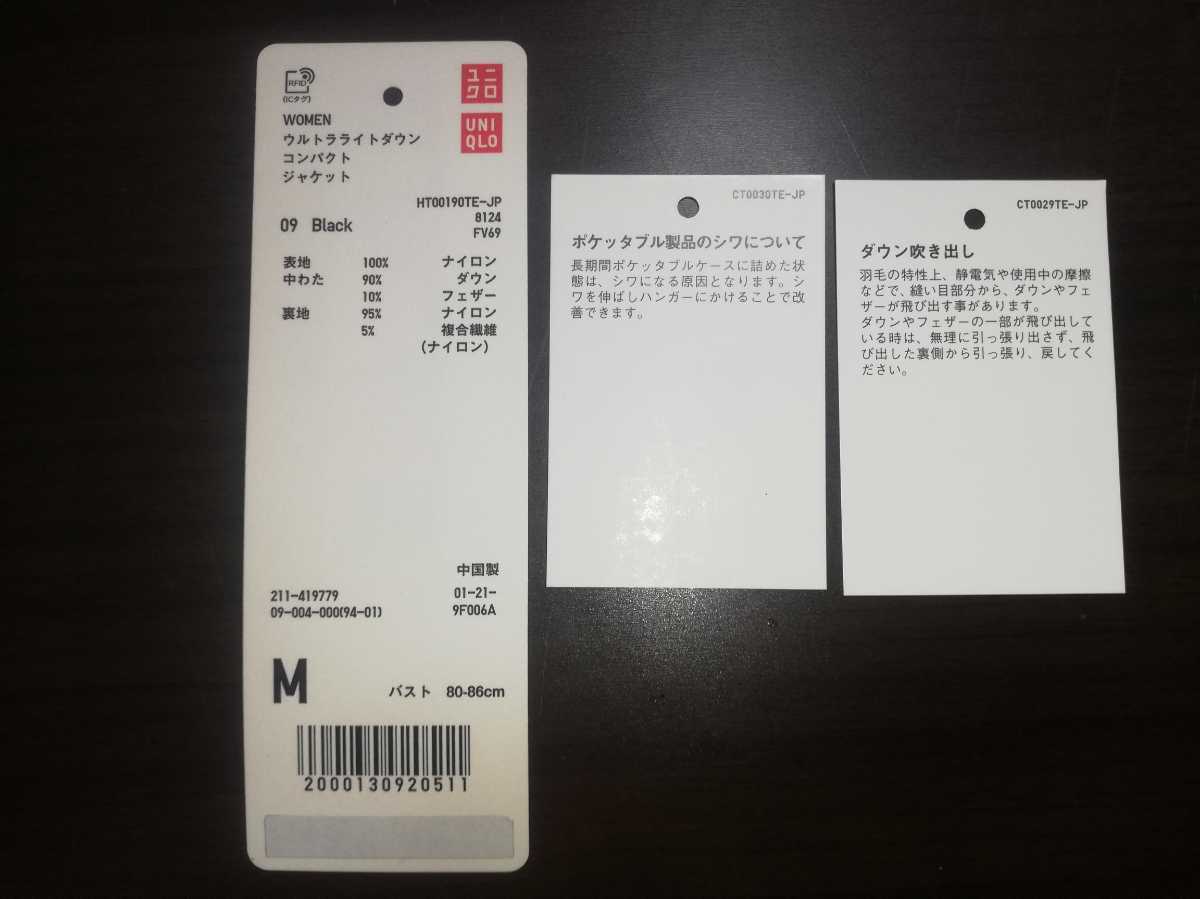 RFID
(ICタグ)
ユニ
クロ
UNI
QLO
WOMEN
ウルトラライトダウン
コンパクト
ジャケット
HT00190TE-JP
8124
FV69
09 Black
表地 100% ナイロン
中わた 90% ダウン
10% フェザー
裏地 95% ナイロン
5% 複合繊維
(ナイロン)
中国製
211-419779 01-21-
09-004-000(94-01) 9F006A
M バスト 80-86cm
2000130920511
CT0030TE-JP
ポケッタブル製品のシワについて
長期間ポケッタブルケースに詰めた状
態は、シワになる原因となります。シ
ワを伸ばしハンガーにかけることで改
善できます。
CT0029TE-JP
ダウン吹き出し
羽毛の特性上、静電気や使用中の摩擦
などで、縫い目部分から、ダウンやフェ
ザーが飛び出す事があります。
ダウンやフェザーの一部が飛び出して
いる時は、無理に引っ張り出さず、飛
び出した裏側から引っ張り、戻してく
ださい。